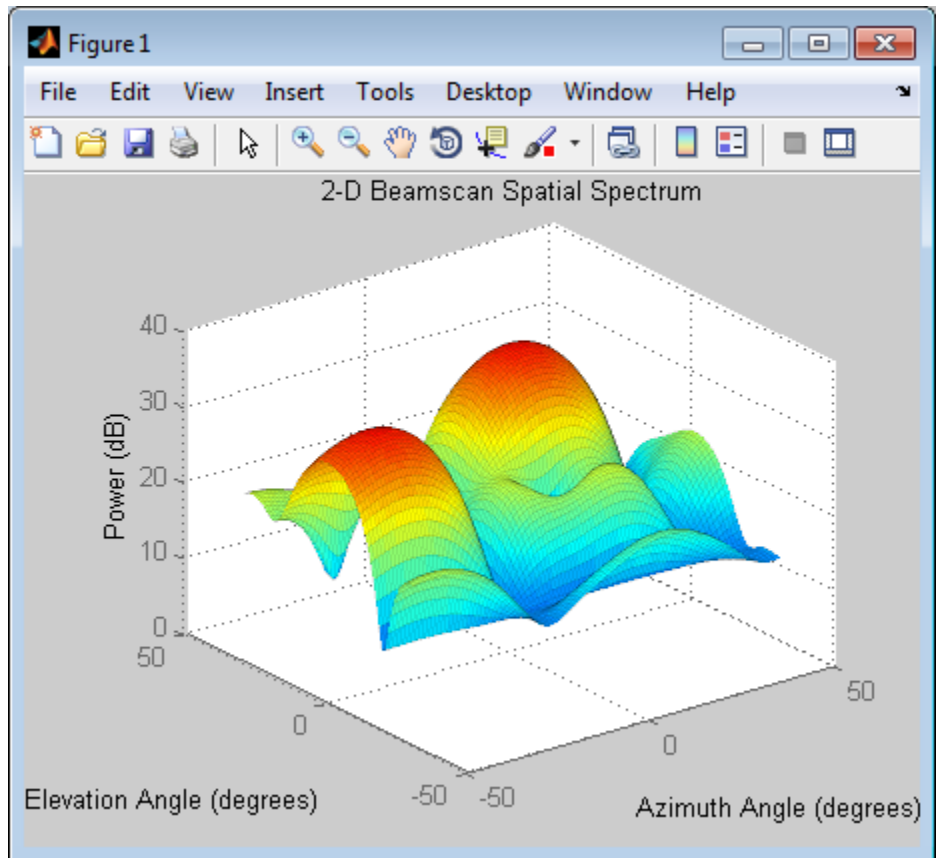 Figure 1
File Edit View Insert Tools Desktop Window Help
2-D Beamscan Spatial Spectrum
40
30
20
10
0
Power (dB)
50
0
-50
Elevation Angle (degrees)
-50
0
50
Azimuth Angle (degrees)